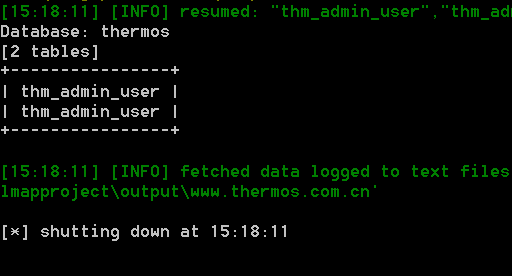 [15:18:11] [INFO] resumed: "thm_admin_user","thm_ad
Database: thermos
[2 tables]
+----------------+
| thm_admin_user |
| thm_admin_user |
+----------------+
[15:18:11] [INFO] fetched data logged to text files
lmapproject\output\www.thermos.com.cn'
[*] shutting down at 15:18:11